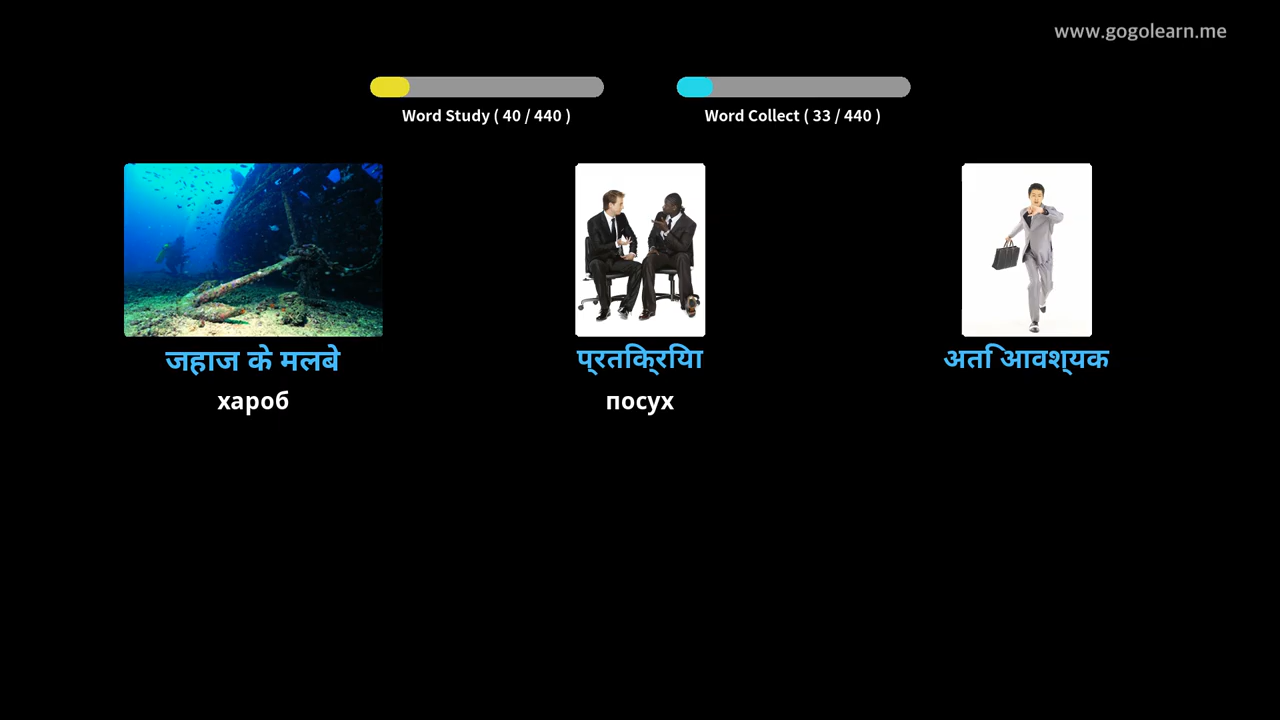 www.gogolearn.me
Word Study ( 40 / 440 )
Word Collect ( 33 / 440 )
जहाज के मलबे
प्रतिक्रिया
अति आवश्यक
хароб
посух